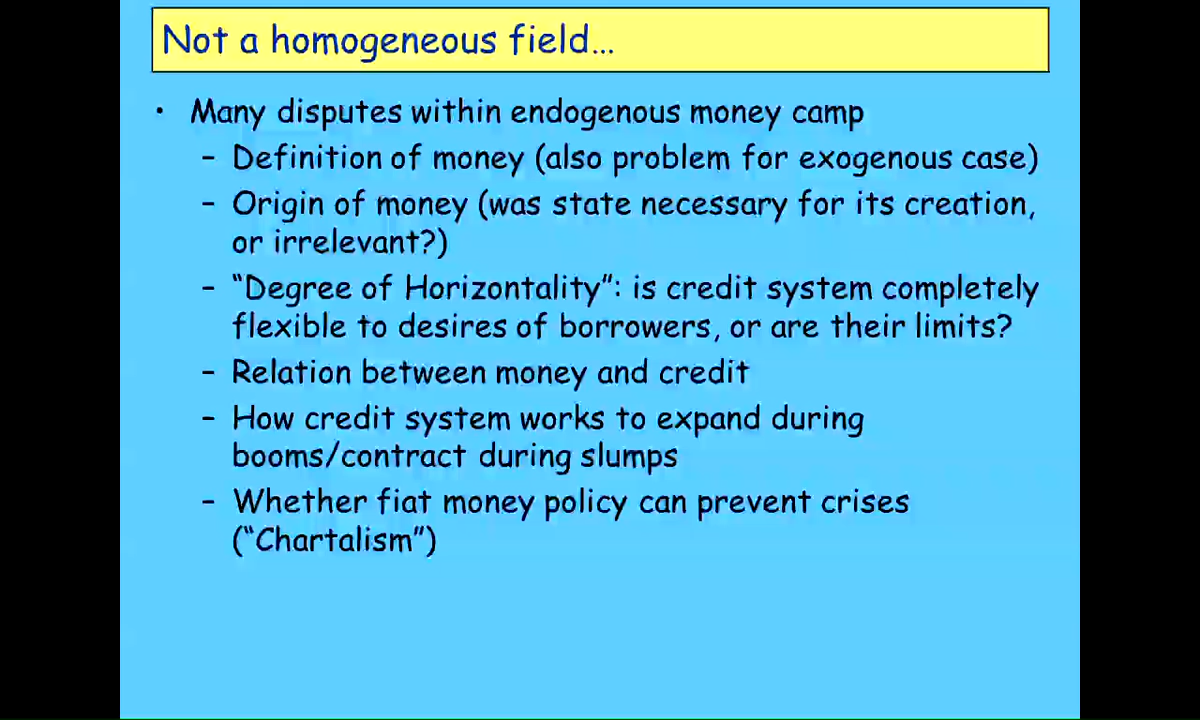 Not a homogeneous field…
• Many disputes within endogenous money camp
– Definition of money (also problem for exogenous case)
– Origin of money (was state necessary for its creation,
or irrelevant?)
– “Degree of Horizontality”: is credit system completely
flexible to desires of borrowers, or are their limits?
– Relation between money and credit
– How credit system works to expand during
booms/contract during slumps
– Whether fiat money policy can prevent crises
(“Chartalism”)